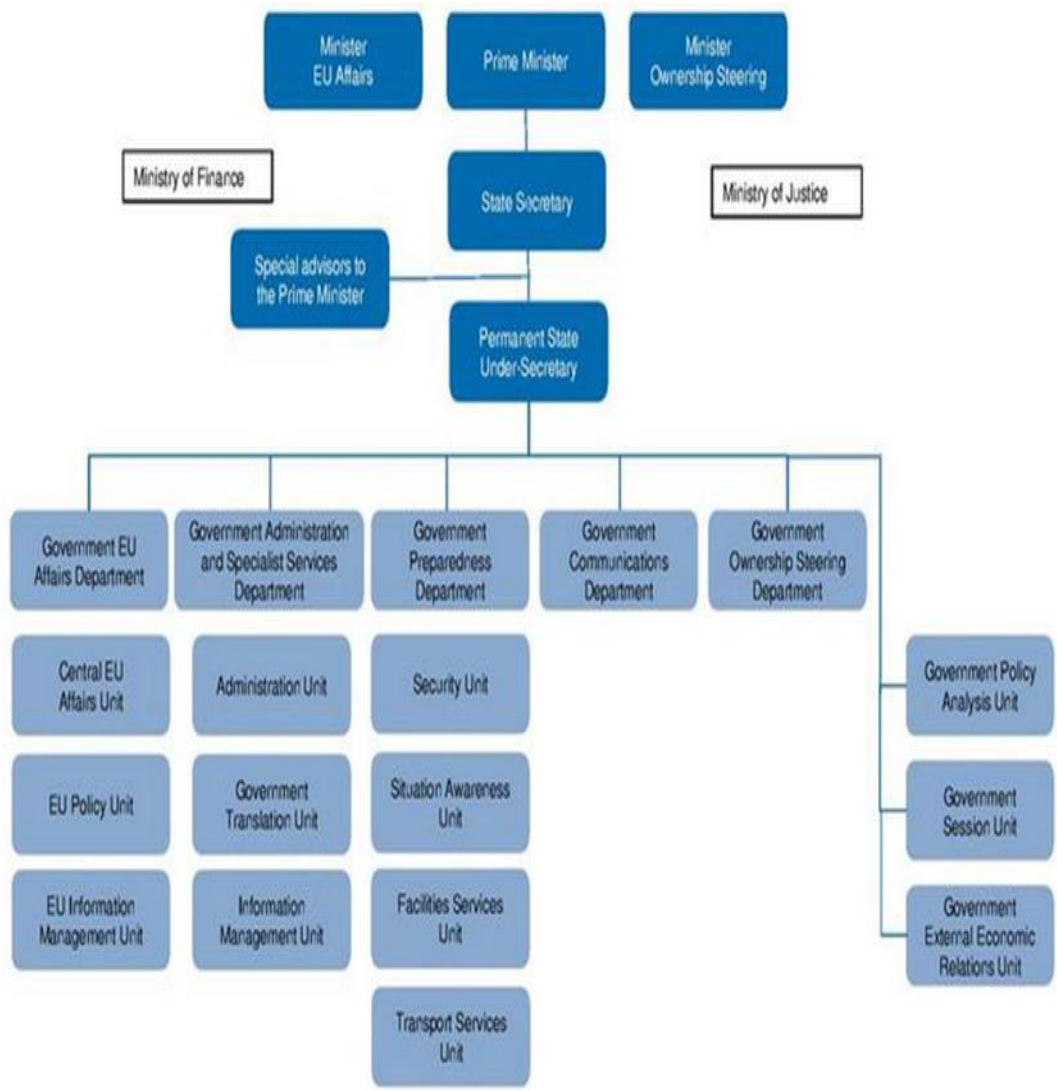 Minister
EU Affairs
Prime Minister
Minister
Ownership Steering
Ministry of Finance
State Secretary
Ministry of Justice
Special advisors to
the Prime Minister
Permanent State
Under-Secretary
Government EU
Affairs Department
Government Administration
and Specialist Services
Department
Government
Preparedness
Department
Government
Communications
Department
Government
Ownership Steering
Department
Central EU
Affairs Unit
Administration Unit
Security Unit
Government Policy
Analysis Unit
EU Policy Unit
Government
Translation Unit
Situation Awareness
Unit
Government
Session Unit
EU Information
Management Unit
Information
Management Unit
Facilities Services
Unit
Government
External Economic
Relations Unit
Transport Services
Unit